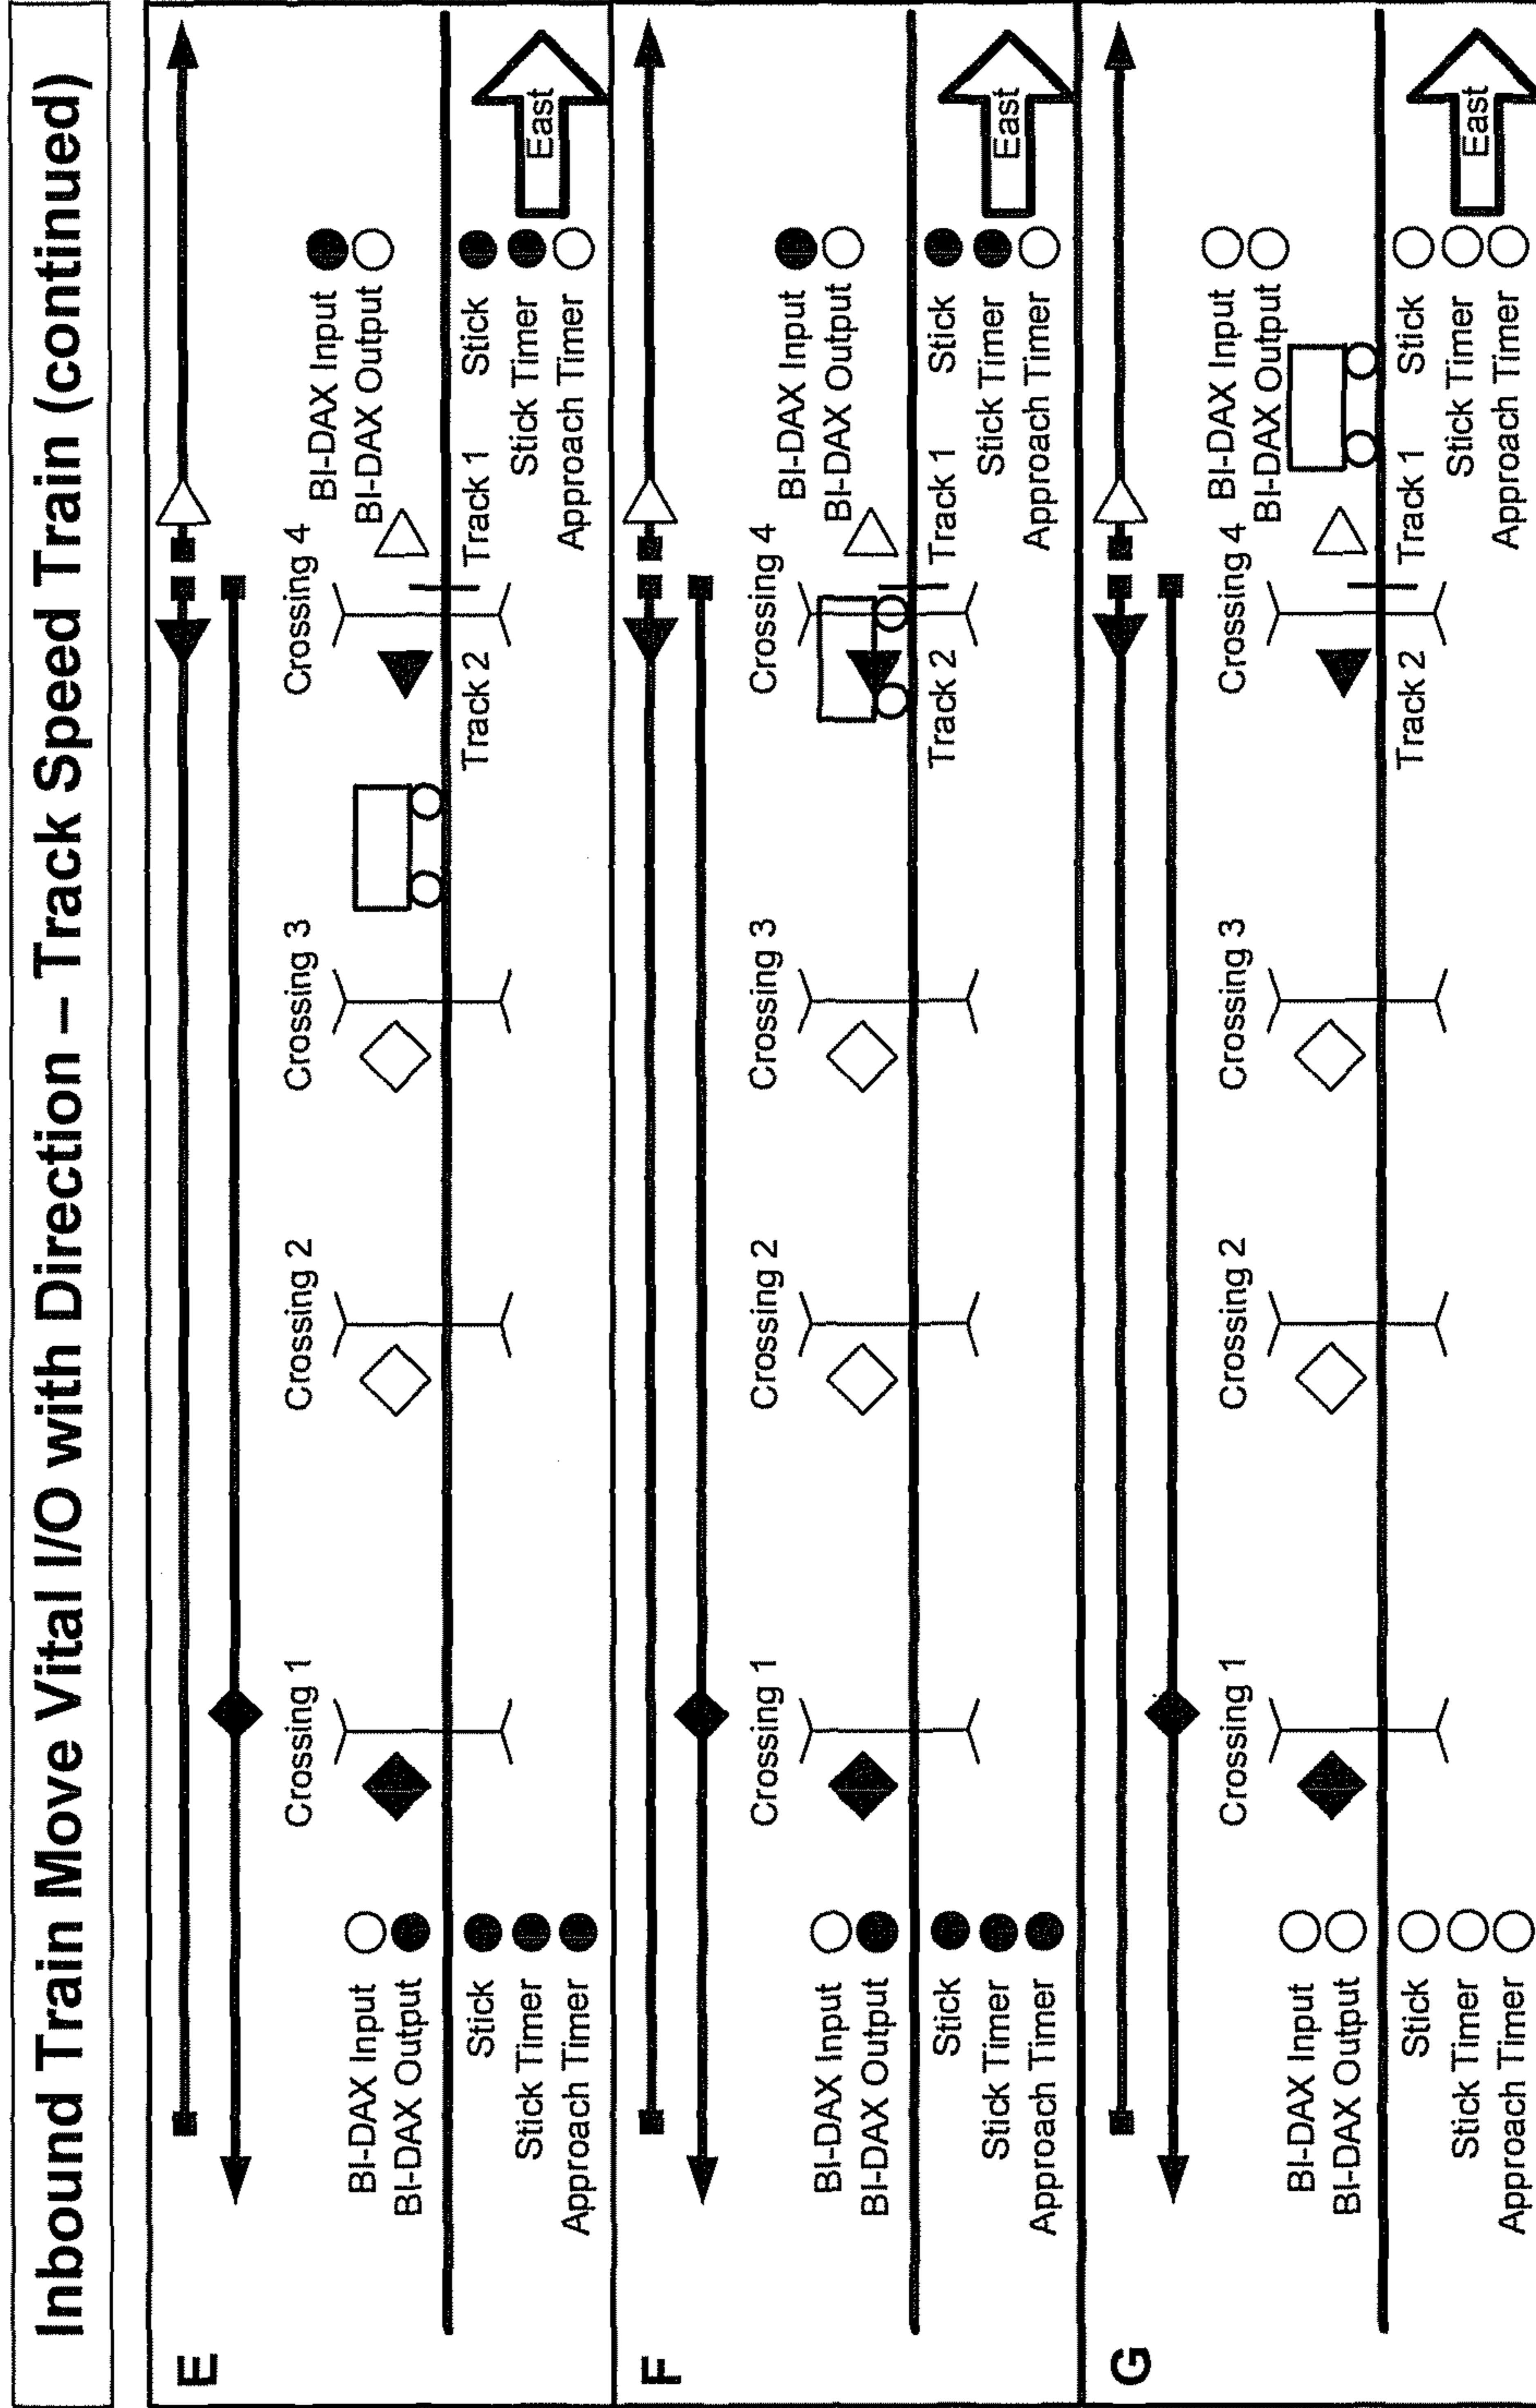 Inbound Train Move Vital I/O with Direction – Track Speed Train (continued)
E
Crossing 1
Crossing 2
Crossing 3
Crossing 4
BI-DAX Input
BI-DAX Output
BI-DAX Input
BI-DAX Output
Stick
Stick Timer
Approach Timer
Track 2
Track 1
Stick
Stick Timer
Approach Timer
East
F
Crossing 1
Crossing 2
Crossing 3
Crossing 4
BI-DAX Input
BI-DAX Output
BI-DAX Input
BI-DAX Output
Stick
Stick Timer
Approach Timer
Track 2
Track 1
Stick
Stick Timer
Approach Timer
East
G
Crossing 1
Crossing 2
Crossing 3
Crossing 4
BI-DAX Input
BI-DAX Output
BI-DAX Input
BI-DAX Output
Stick
Stick Timer
Approach Timer
Track 2
Track 1
Stick
Stick Timer
Approach Timer
East